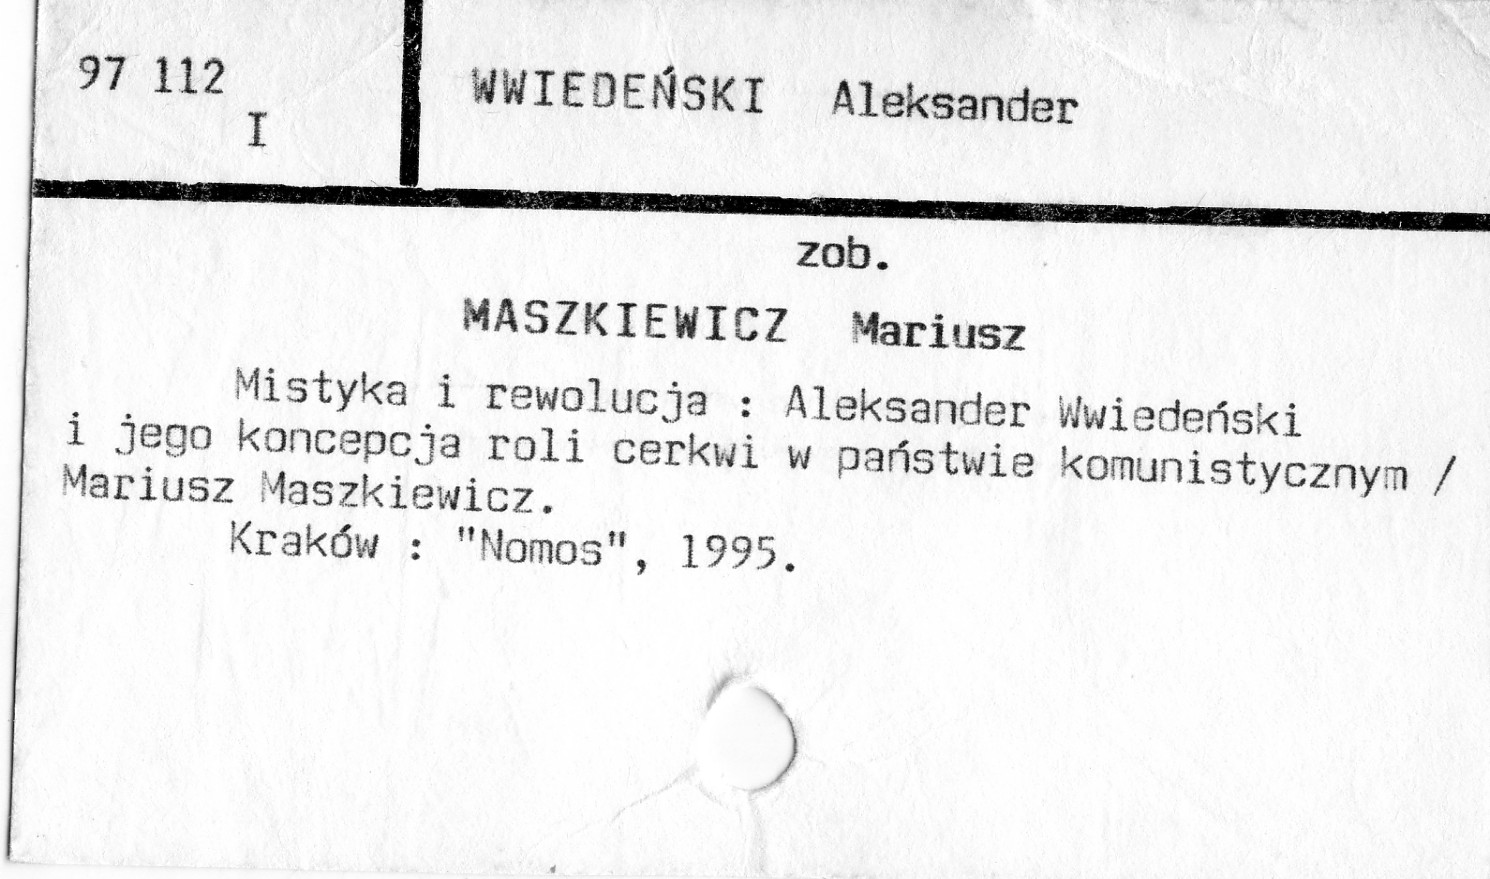 97 112
I
WWIEDEŃSKI Aleksander
zob.
MASZKIEWICZ Mariusz
Mistyka i rewolucja : Aleksander Wwiedeński
i jego koncepcja roli cerkwi w państwie komunistycznym /
Mariusz Maszkiewicz.
Kraków : "Nomos", 1995.